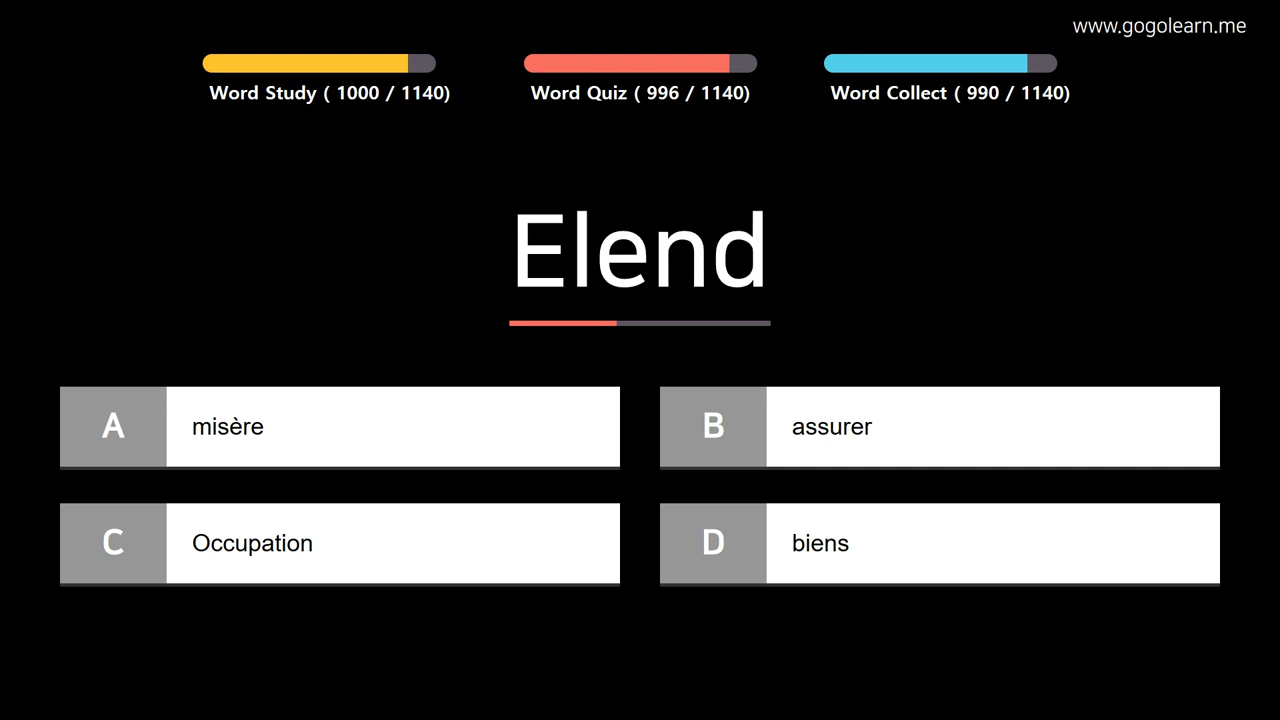 www.gogolearn.me
Word Study ( 1000 / 1140)
Word Quiz ( 996 / 1140)
Word Collect ( 990 / 1140)
Elend
A misère
B assurer
C Occupation
D biens